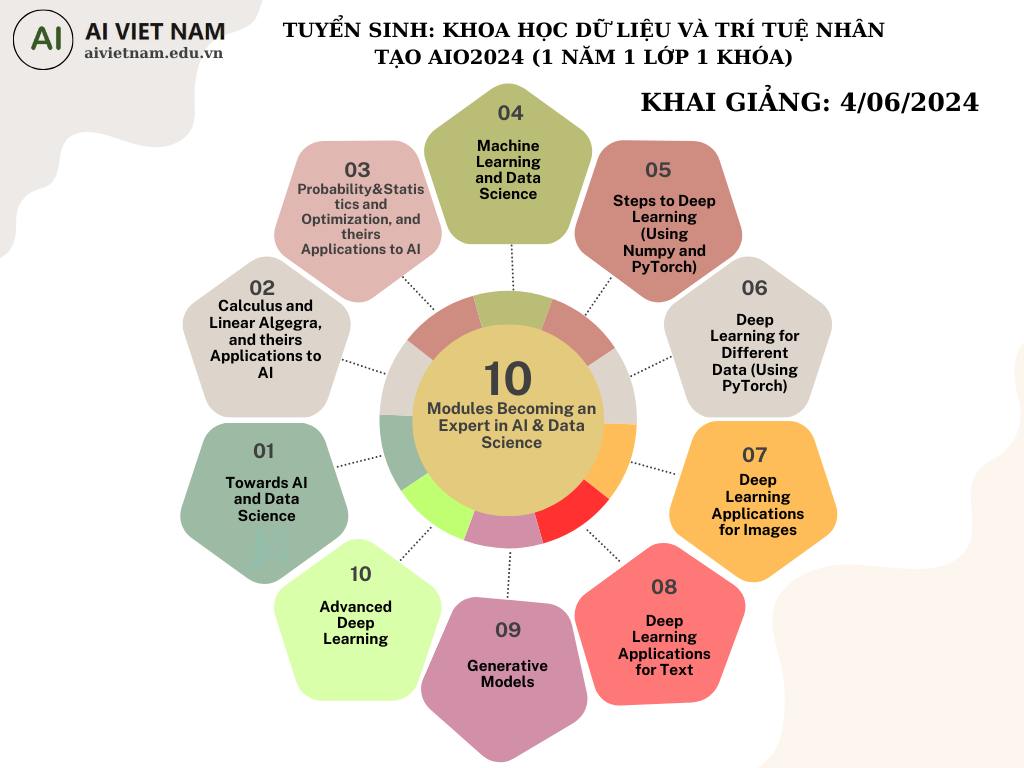 AI
AI VIET NAM
aivietnam.edu.vn
TUYỂN SINH: KHOA HỌC DỮ LIỆU VÀ TRÍ TUỆ NHÂN
TẠO AIO2024 (1 NĂM 1 LỚP 1 KHÓA)
KHAI GIẢNG: 4/06/2024
10
Modules Becoming an
Expert in AI & Data
Science
01
Towards AI
and Data
Science
02
Calculus and
Linear Algegra,
and theirs
Applications to
AI
03
Probability&Statis
tics and
Optimization, and
theirs
Applications to AI
04
Machine
Learning
and Data
Science
05
Steps to Deep
Learning
(Using
Numpy and
PyTorch)
06
Deep
Learning for
Different
Data (Using
PyTorch)
07
Deep
Learning
Applications
for Images
08
Deep
Learning
Applications
for Text
09
Generative
Models
10
Advanced
Deep
Learning